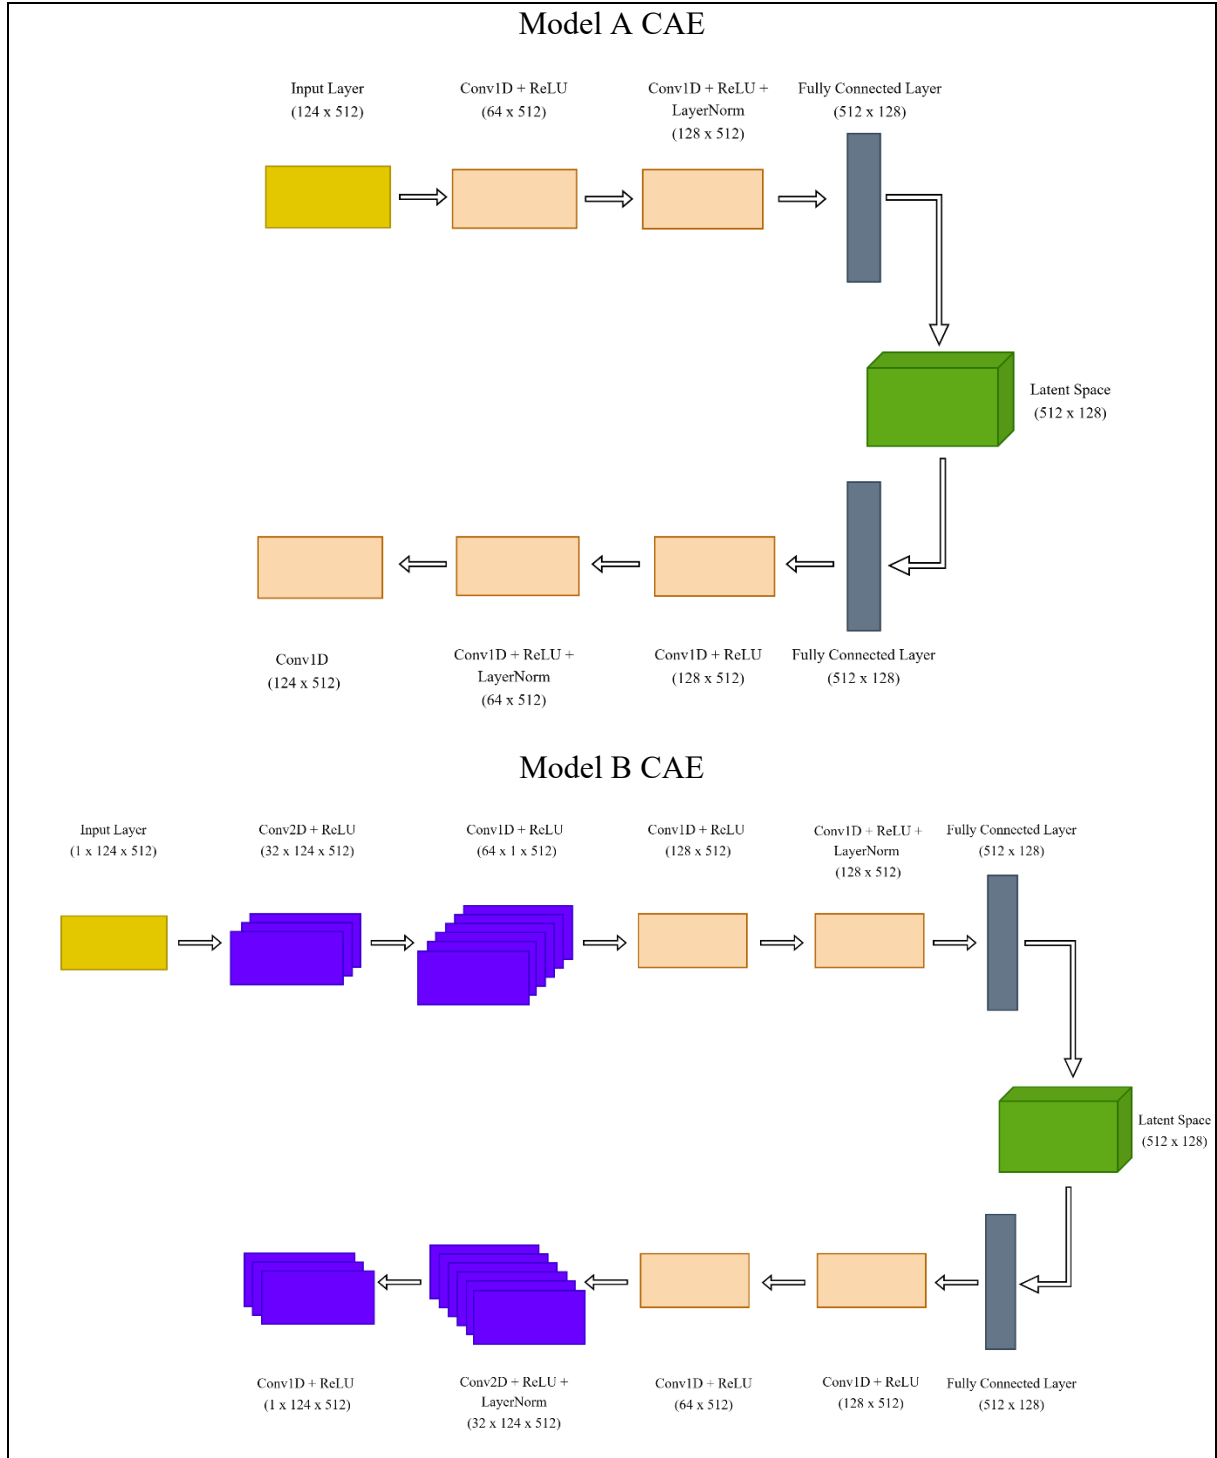 Model A CAE
Input Layer
(124 x 512)
Conv1D + ReLU
(64 x 512)
Conv1D + ReLU +
LayerNorm
(128 x 512)
Fully Connected Layer
(512 x 128)
Latent Space
(512 x 128)
Conv1D
(124 x 512)
Conv1D + ReLU +
LayerNorm
(64 x 512)
Conv1D + ReLU
(128 x 512)
Fully Connected Layer
(512 x 128)
Model B CAE
Input Layer
(1 x 124 x 512)
Conv2D + ReLU
(32 x 124 x 512)
Conv1D + ReLU
(64 x 1 x 512)
Conv1D + ReLU
(128 x 512)
Conv1D + ReLU +
LayerNorm
(128 x 512)
Fully Connected Layer
(512 x 128)
Latent Space
(512 x 128)
Conv1D + ReLU
(1 x 124 x 512)
Conv2D + ReLU +
LayerNorm
(32 x 124 x 512)
Conv1D + ReLU
(64 x 512)
Conv1D + ReLU
(128 x 512)
Fully Connected Layer
(512 x 128)